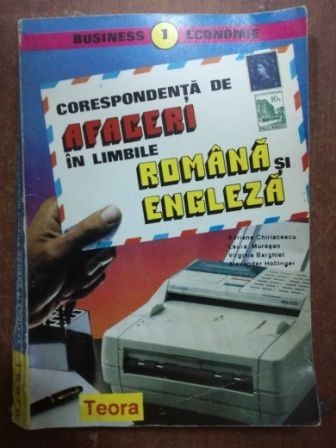 BUSINESS 1 ECONOMIE
CORESPONDENȚĂ DE
AFACERI
ÎN LIMBILE
ROMÂNĂ ȘI
ENGLEZĂ
Adriana Chiriacescu
Laura Mureșan
Virginia Barghiel
Alexander Hollinger
Teora